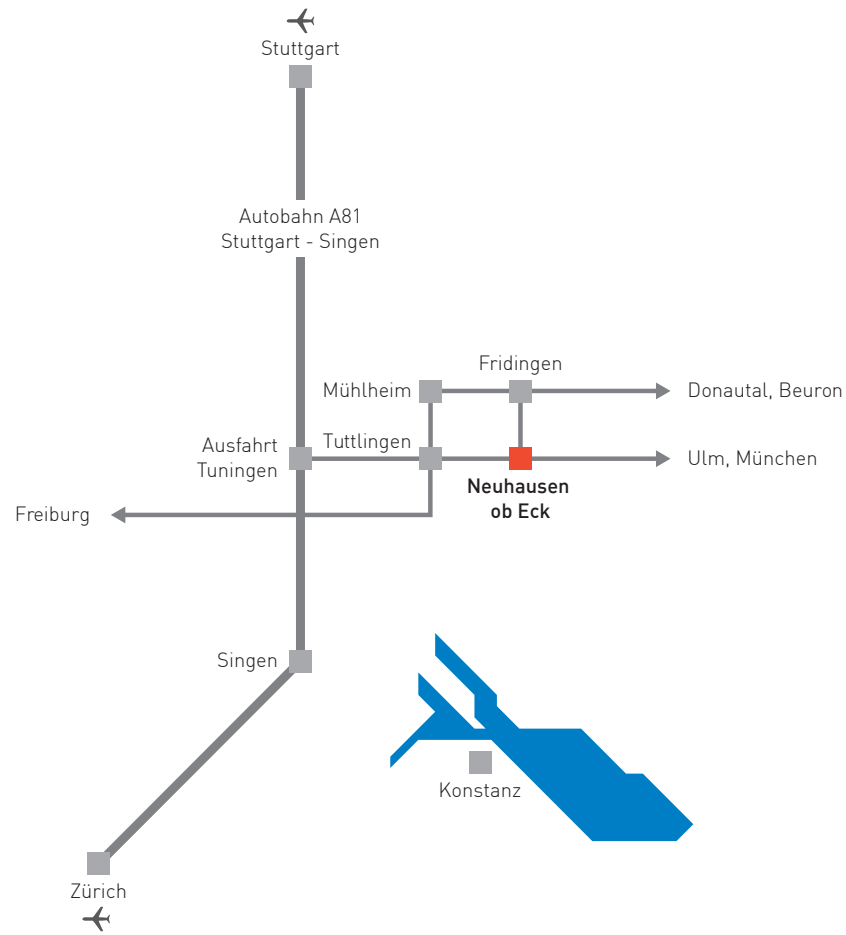 Stuttgart
Autobahn A81
Stuttgart - Singen
Fridingen
Mühlheim
Donautal, Beuron
Ausfahrt
Tuningen
Tuttlingen
Ulm, München
Neuhausen
ob Eck
Freiburg
Singen
Konstanz
Zürich